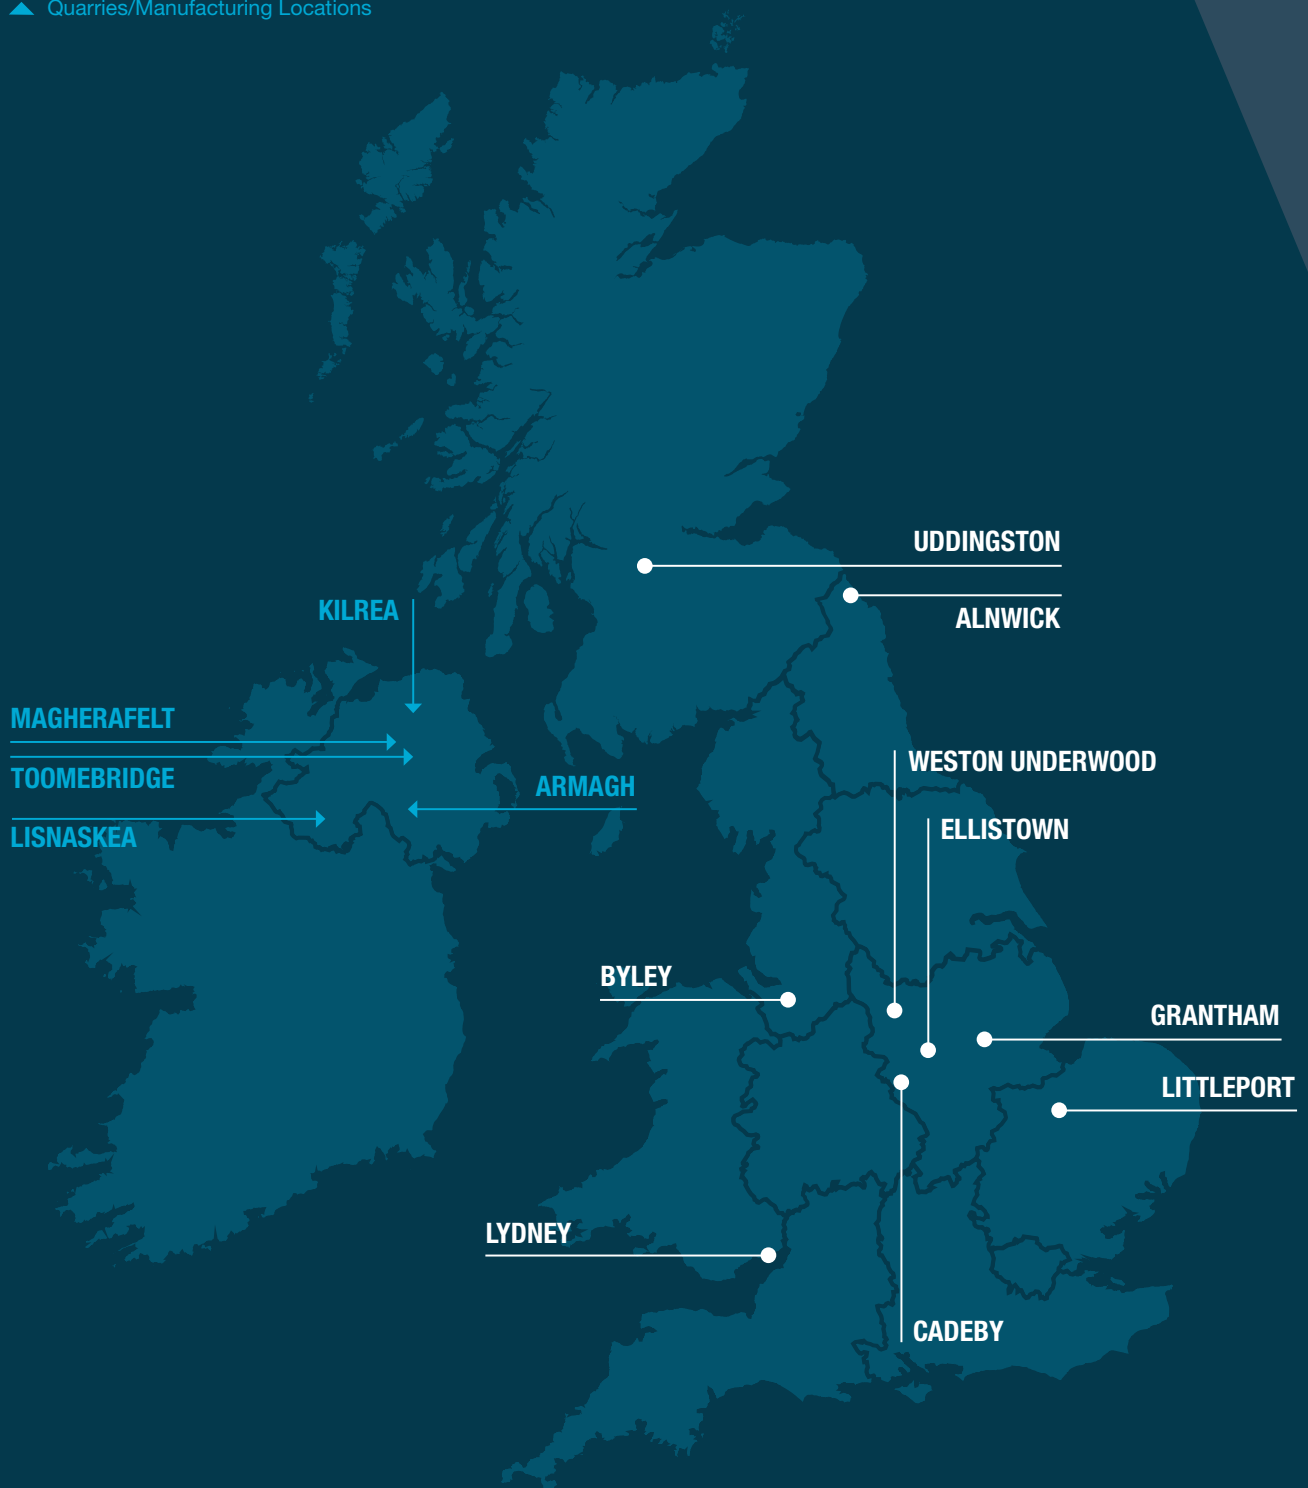 Quarries/Manufacturing Locations
UDDINGSTON
ALNWICK
KILREA
MAGHERAFELT
TOOMEBRIDGE
ARMAGH
LISNASKEA
WESTON UNDERWOOD
ELLISTOWN
BYLEY
GRANTHAM
LITTLEPORT
LYDNEY
CADEBY